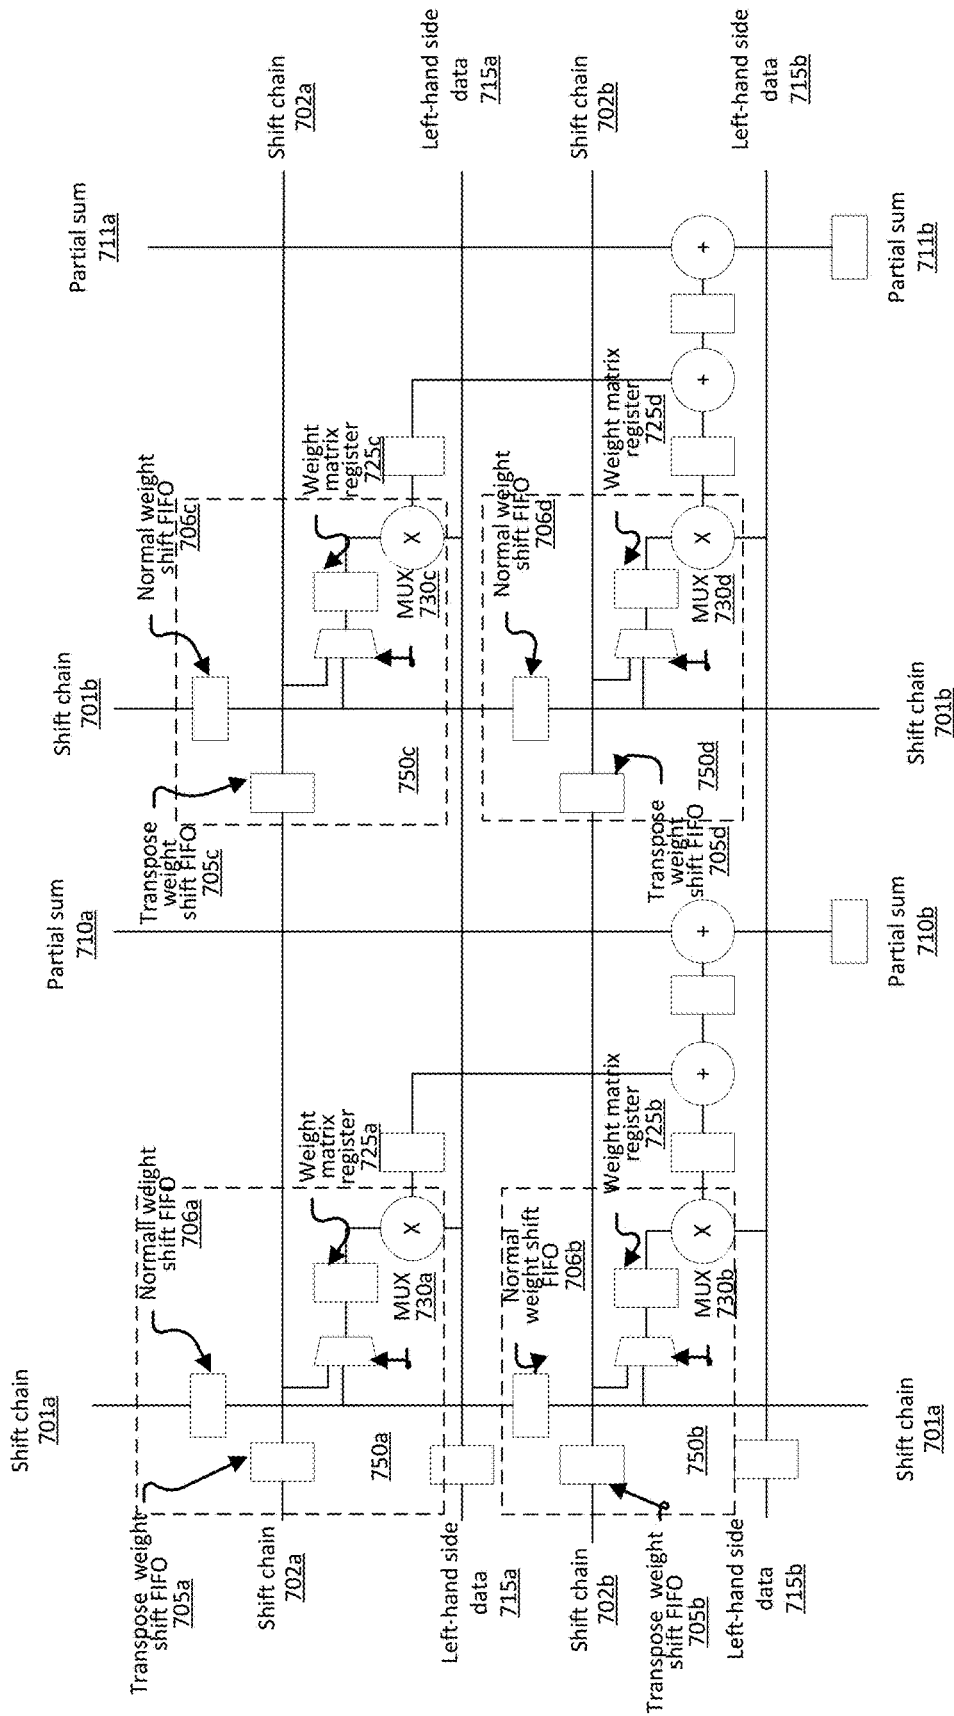 Shift chain
701a
Partial sum
710a
Shift chain
701b
Partial sum
711a
Transpose weight
shift FIFO
705a
Normall weight
shift FIFO
706a
Transpose
weight
shift FIFO
705c
Normal weight
shift FIFO
706c
Shift chain
702a
Shift chain
702a
Weight
matrix
register
725a
Weight
matrix
register
725c
750a
MUX
730a
750c
MUX
730c
Left-hand side
data
715a
Left-hand side
data
715a
Normal
weight shift
FIFO
706b
Normal weight
shift FIFO
706d
Shift chain
702b
Shift chain
702b
Weight matrix
register
725b
Weight matrix
register
725d
Transpose weight
shift FIFO
705b
750b
MUX
730b
Transpose
weight
shift FIFO
705d
750d
MUX
730d
X
X
X
X
+
+
+
+
Left-hand side
data
715b
Left-hand side
data
715b
Shift chain
701a
Partial sum
710b
Shift chain
701b
Partial sum
711b